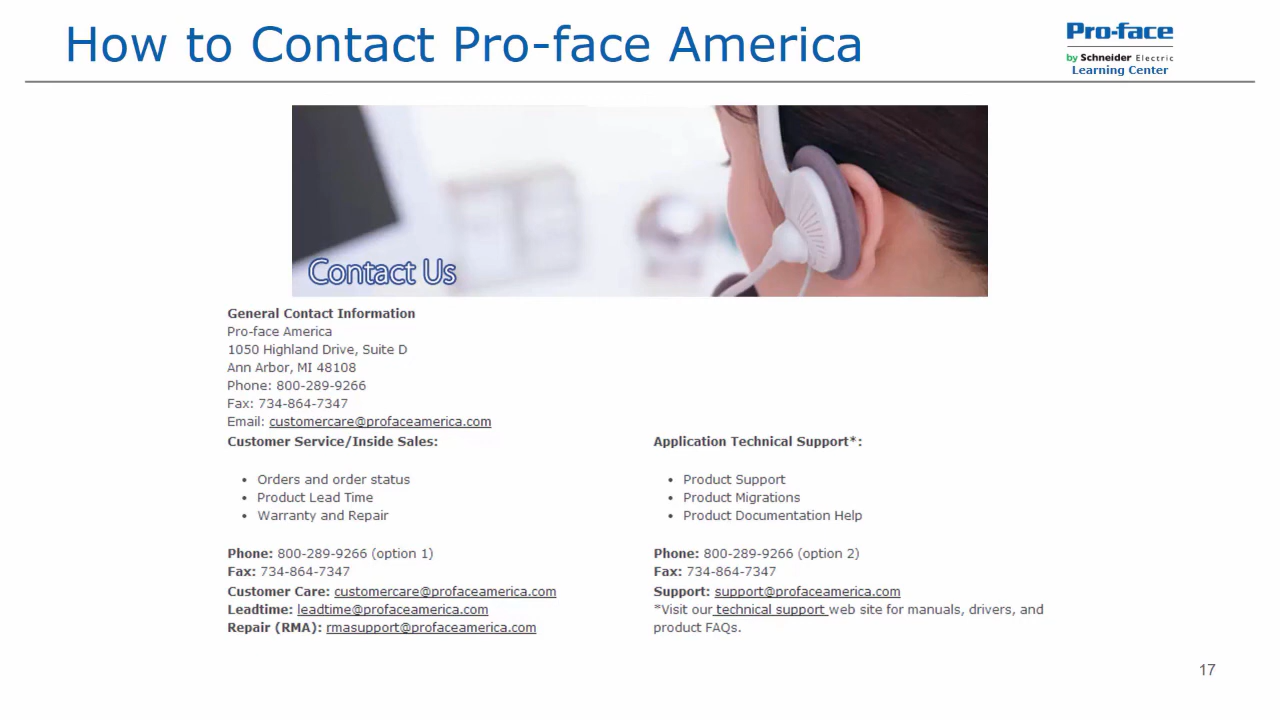 How to Contact Pro-face America
Pro-face
by Schneider Electric
Learning Center
Contact Us
General Contact Information
Pro-face America
1050 Highland Drive, Suite D
Ann Arbor, MI 48108
Phone: 800-289-9266
Fax: 734-864-7347
Email: customercare@profaceamerica.com
Customer Service/Inside Sales:
• Orders and order status
• Product Lead Time
• Warranty and Repair
Phone: 800-289-9266 (option 1)
Fax: 734-864-7347
Customer Care: customercare@profaceamerica.com
Leadtime: leadtime@profaceamerica.com
Repair (RMA): rmasupport@profaceamerica.com
Application Technical Support*:
• Product Support
• Product Migrations
• Product Documentation Help
Phone: 800-289-9266 (option 2)
Fax: 734-864-7347
Support: support@profaceamerica.com
*Visit our technical support web site for manuals, drivers, and
product FAQs.
17